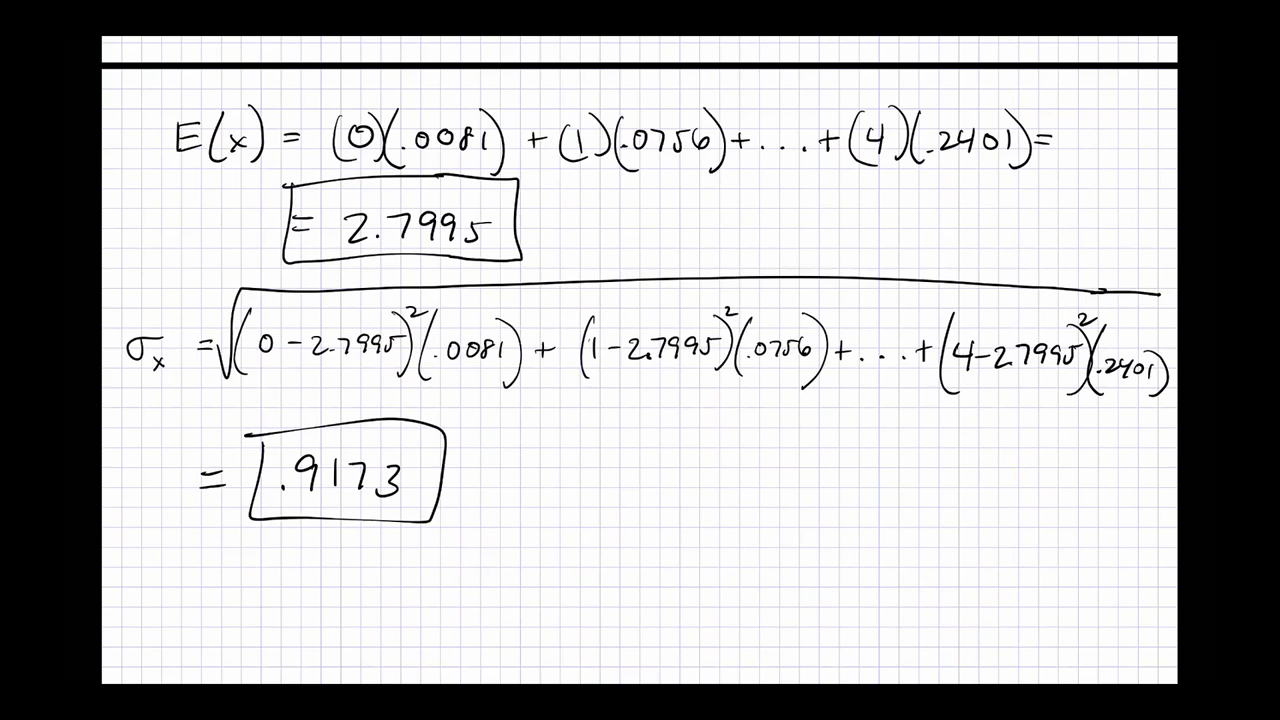 E(x) = (0)(.0081) + (1)(.0756) + . . . + (4)(.2401) =
= 2.7995
σₓ = √(0 - 2.7995)²(.0081) + (1 - 2.7995)²(.0756) + . . . + (4 - 2.7995)²(.2401)
= .9173